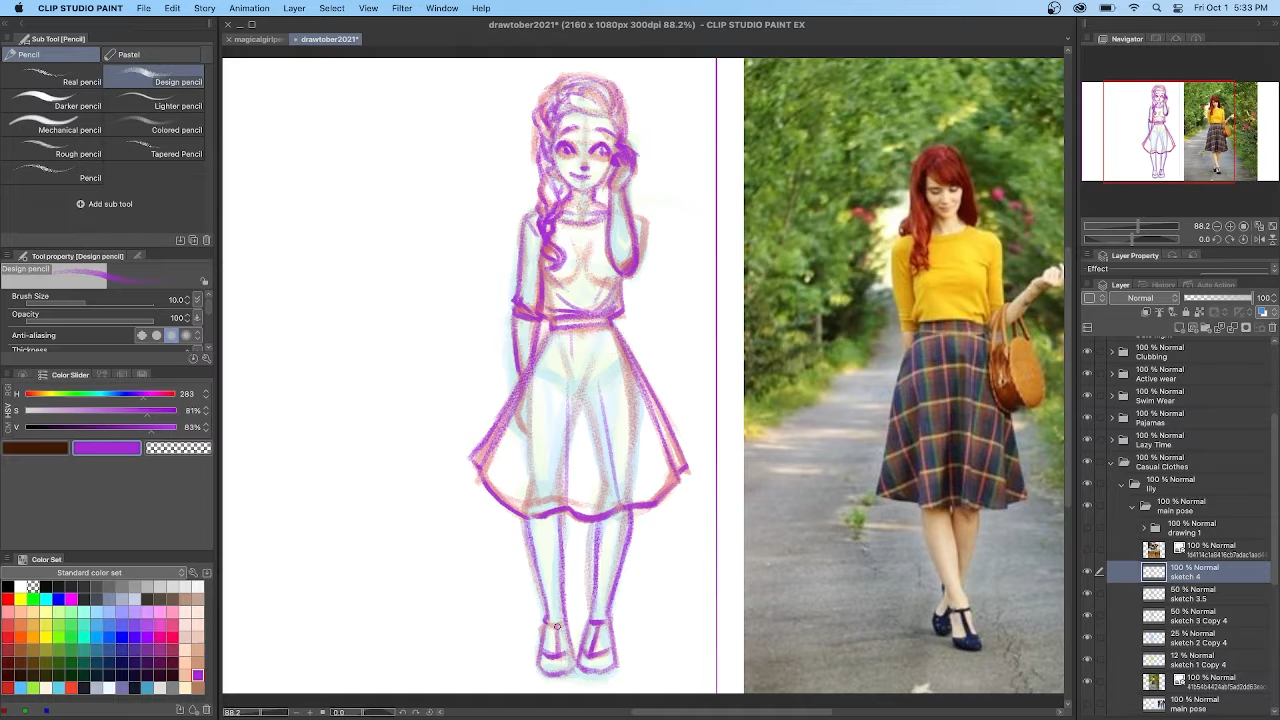 CLIP STUDIO PAINT EX File Edit Story Animation Layer Select View Filter Window Help Fri Oct 1 5:33 PM
drawtober2021* (2160 x 1080px 300dpi 88.2%) - CLIP STUDIO PAINT EX
Sub Tool [Pencil]
magicalgirlpe drawtober2021*
Navigator
Pencil Pastel
Real pencil Design pencil
Darker pencil Lighter pencil
Mechanical pencil Colored pencil
Rough pencil Tapered Pencil
Pencil
Add sub tool
Tool property [Design pencil]
Design pencil
Brush Size 10.0
Opacity 100
Anti-aliasing
Thickness
Color Slider
H 283
S 81%
V 83%
Color Set
Standard color set
88.2 0.0
88.2
0.0
Layer Property
Effect
Layer History Auto Action
Normal 100
100 % Normal
Clubbing
100 % Normal
Active wear
100 % Normal
Swim Wear
100 % Normal
Pajamas
100 % Normal
Lazy Time
100 % Normal
Casual Clothes
100 % Normal
lily
100 % Normal
main pose
100 % Normal
drawing 1
100 % Normal
100 % Normal
sketch 4
50 % Normal
sketch 3.5
50 % Normal
sketch 3 Copy 4
25 % Normal
sketch 2 Copy 4
12 % Normal
sketch 1 Copy 4
100 % Normal
100 % Normal
main pose